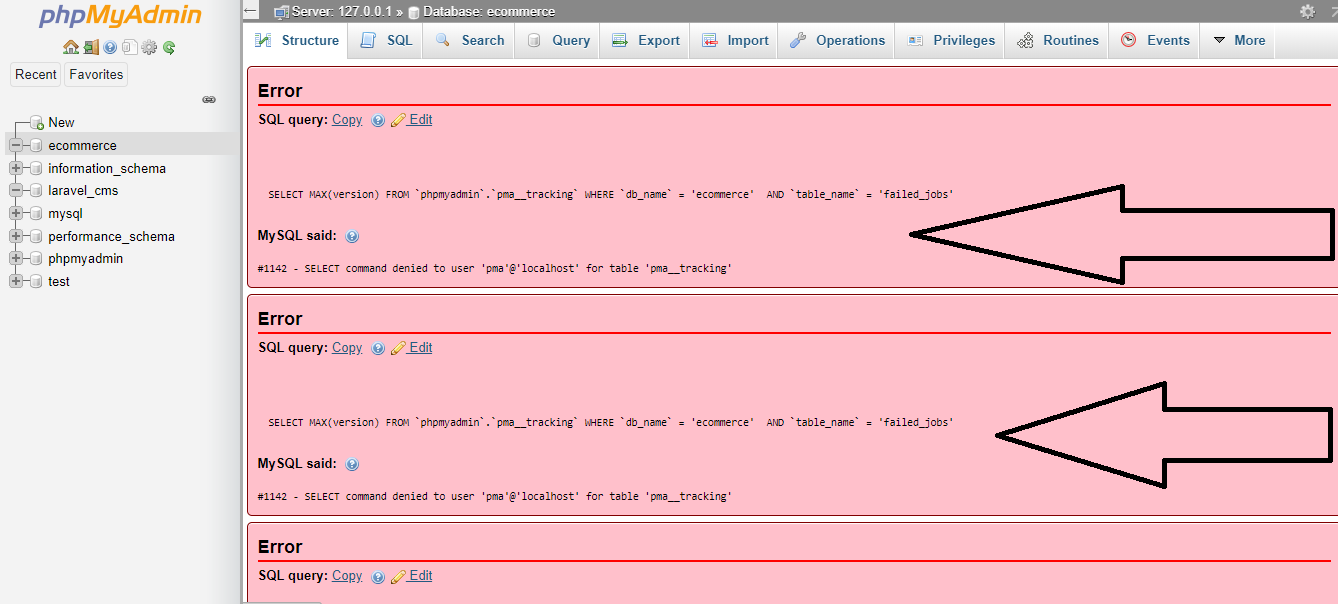 phpMyAdmin
Recent Favorites
New
ecommerce
information_schema
laravel_cms
mysql
performance_schema
phpmyadmin
test
Server: 127.0.0.1 » Database: ecommerce
Structure SQL Search Query Export Import Operations Privileges Routines Events More
Error
SQL query: Copy Edit
SELECT MAX(version) FROM `phpmyadmin`.`pma__tracking` WHERE `db_name` = 'ecommerce'  AND `table_name` = 'failed_jobs'
MySQL said:
#1142 - SELECT command denied to user 'pma'@'localhost' for table 'pma__tracking'
Error
SQL query: Copy Edit
SELECT MAX(version) FROM `phpmyadmin`.`pma__tracking` WHERE `db_name` = 'ecommerce'  AND `table_name` = 'failed_jobs'
MySQL said:
#1142 - SELECT command denied to user 'pma'@'localhost' for table 'pma__tracking'
Error
SQL query: Copy Edit